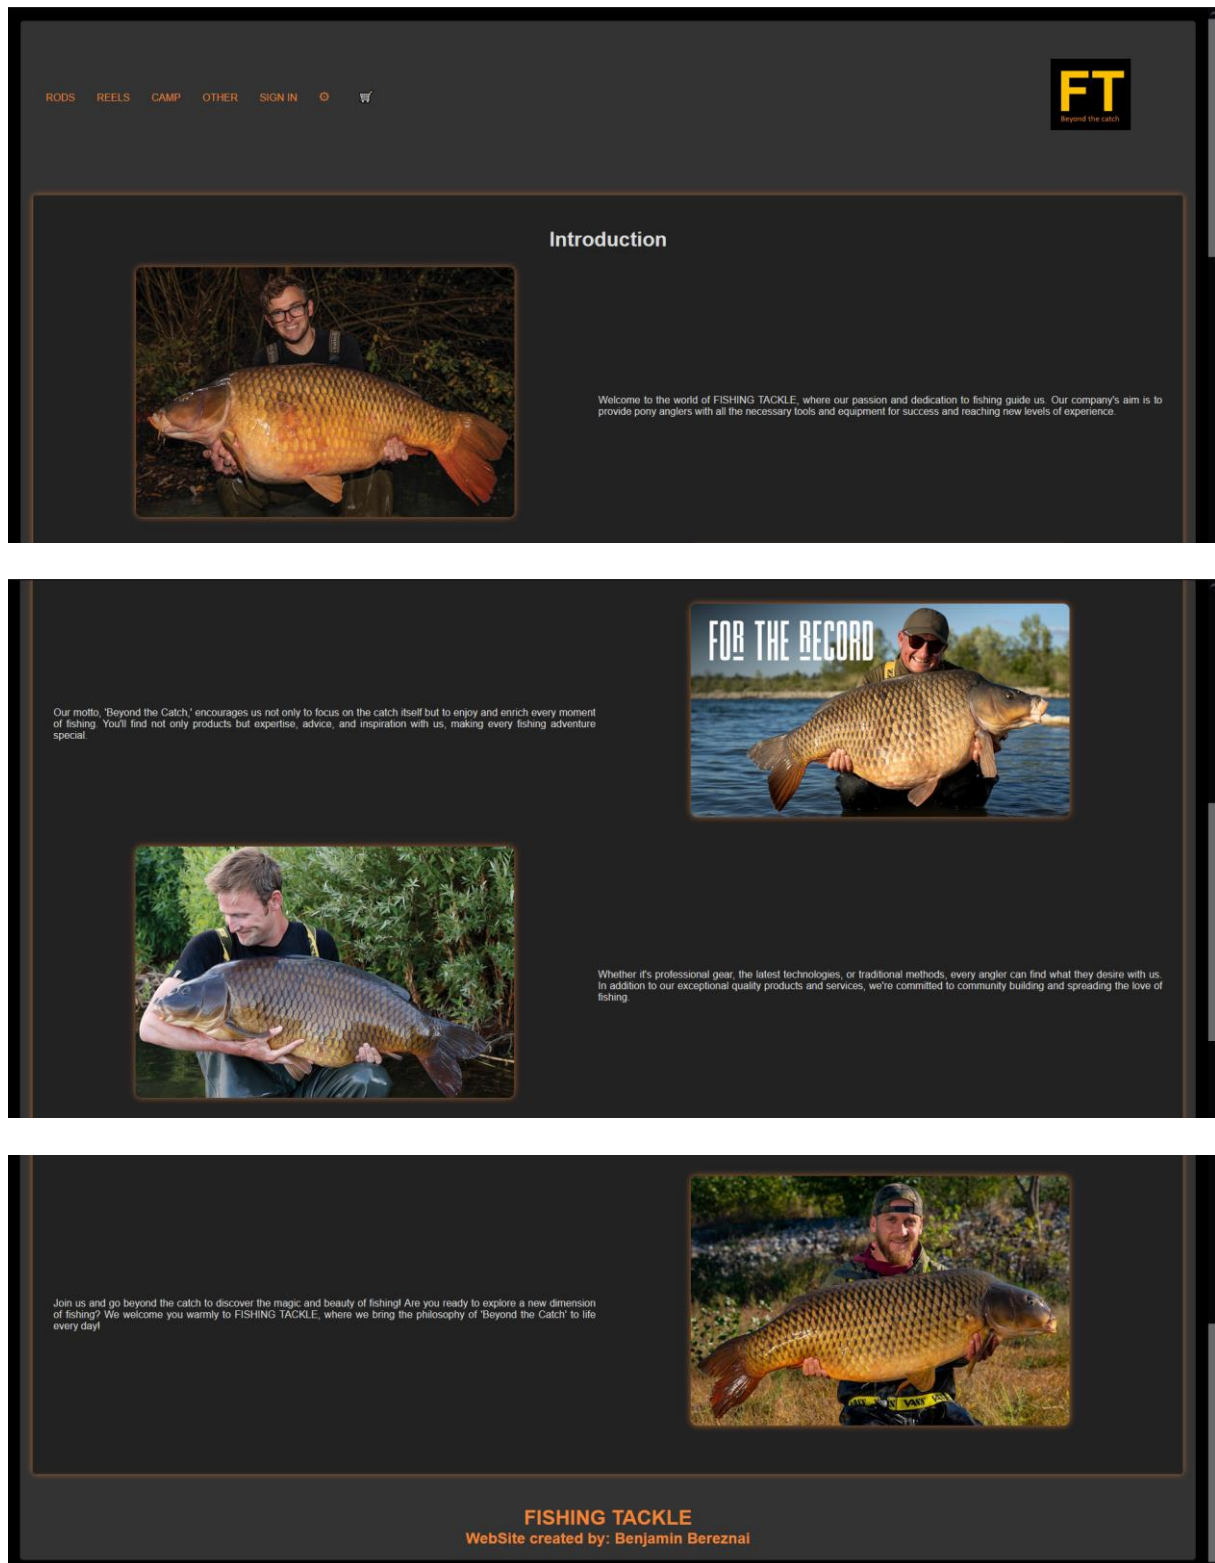 RODS REELS CAMP OTHER SIGN IN
FT
Beyond the catch
Introduction
Welcome to the world of FISHING TACKLE, where our passion and dedication to fishing guide us. Our company's aim is to
provide pony anglers with all the necessary tools and equipment for success and reaching new levels of experience.
FOR THE RECORD
Our motto, 'Beyond the Catch,' encourages us not only to focus on the catch itself but to enjoy and enrich every moment
of fishing. You'll find not only products but expertise, advice, and inspiration with us, making every fishing adventure
special.
Whether it's professional gear, the latest technologies, or traditional methods, every angler can find what they desire with us.
In addition to our exceptional quality products and services, we're committed to community building and spreading the love of
fishing.
Join us and go beyond the catch to discover the magic and beauty of fishing! Are you ready to explore a new dimension
of fishing? We welcome you warmly to FISHING TACKLE, where we bring the philosophy of 'Beyond the Catch' to life
every day!
FISHING TACKLE
WebSite created by: Benjamin Bereznai